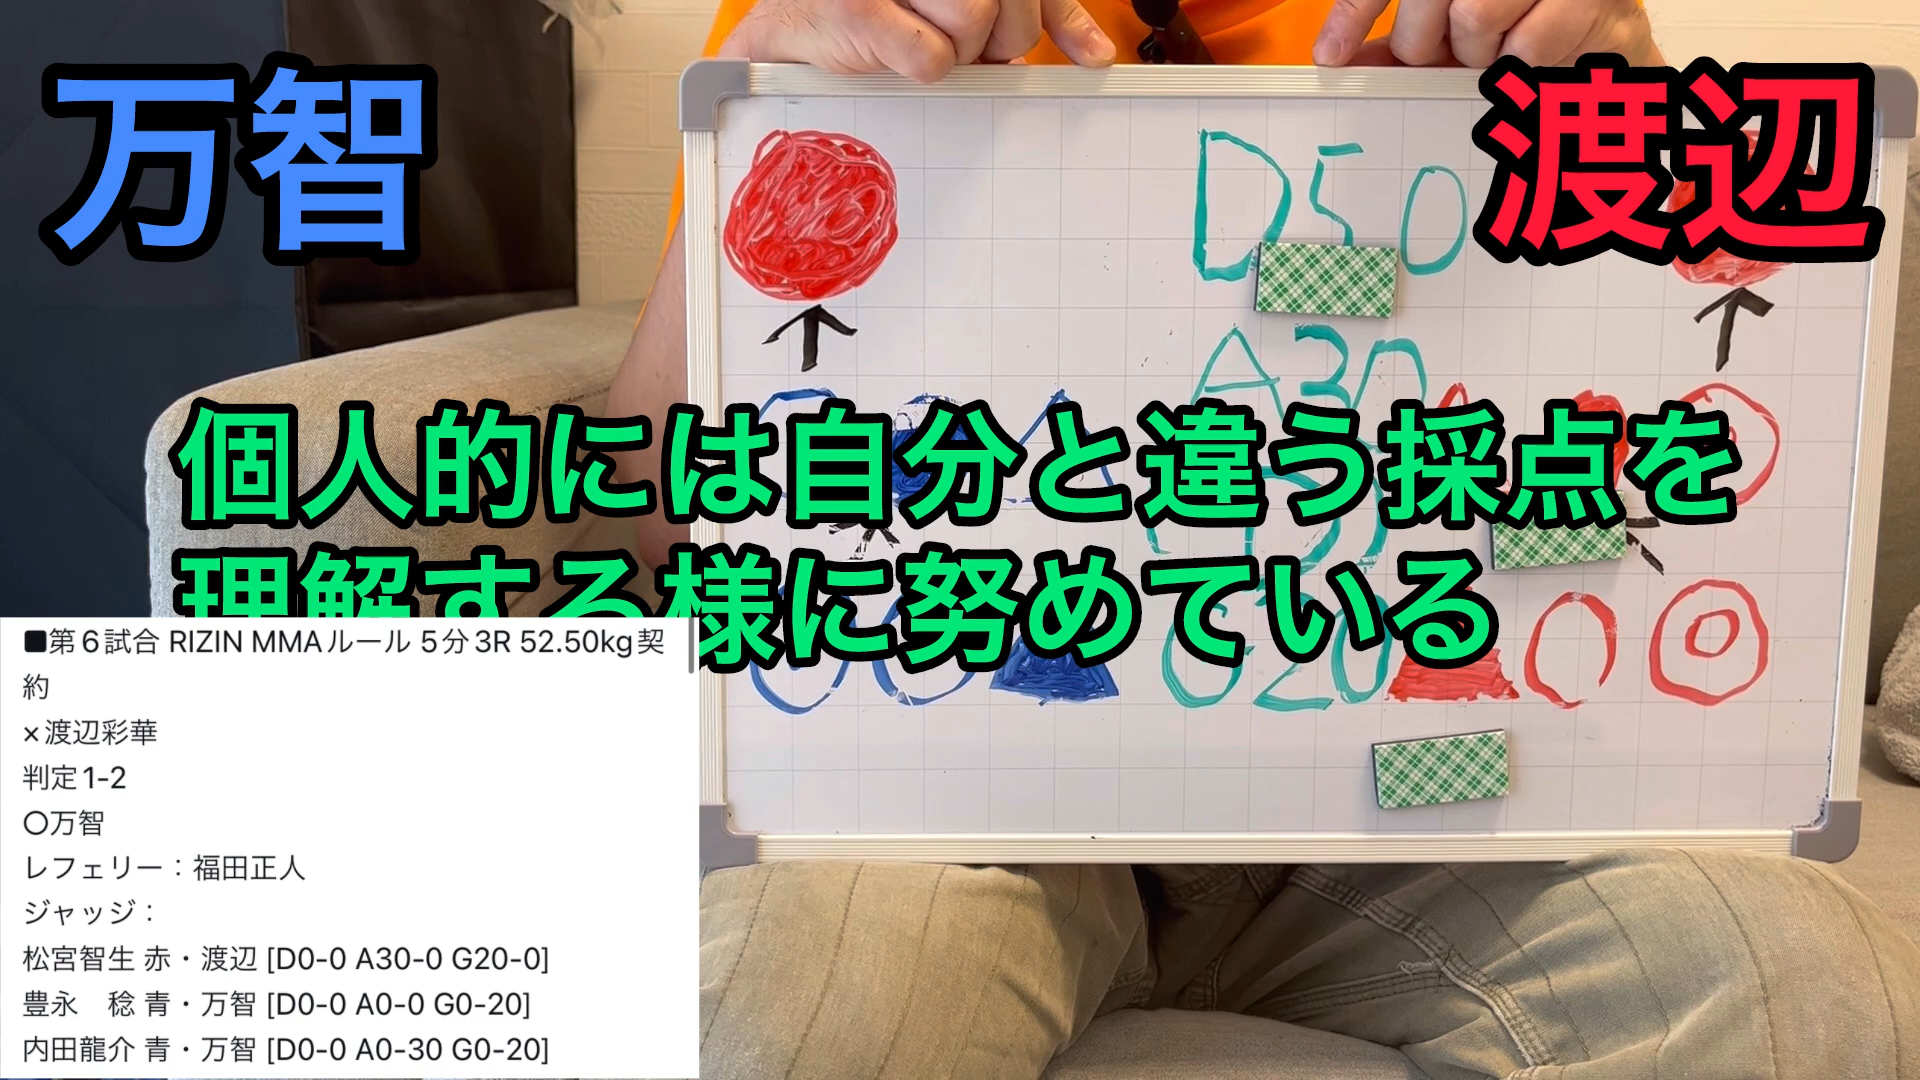 万智
渡辺
D50
A30
個人的には自分と違う採点を
理解する様に努めている
G20
■第6試合 RIZIN MMAルール 5分3R 52.50kg契
約
×渡辺彩華
判定1-2
〇万智
レフェリー：福田正人
ジャッジ：
松宮智生 赤・渡辺 [D0-0 A30-0 G20-0]
豊永　稔 青・万智 [D0-0 A0-0 G0-20]
内田龍介 青・万智 [D0-0 A0-30 G0-20]